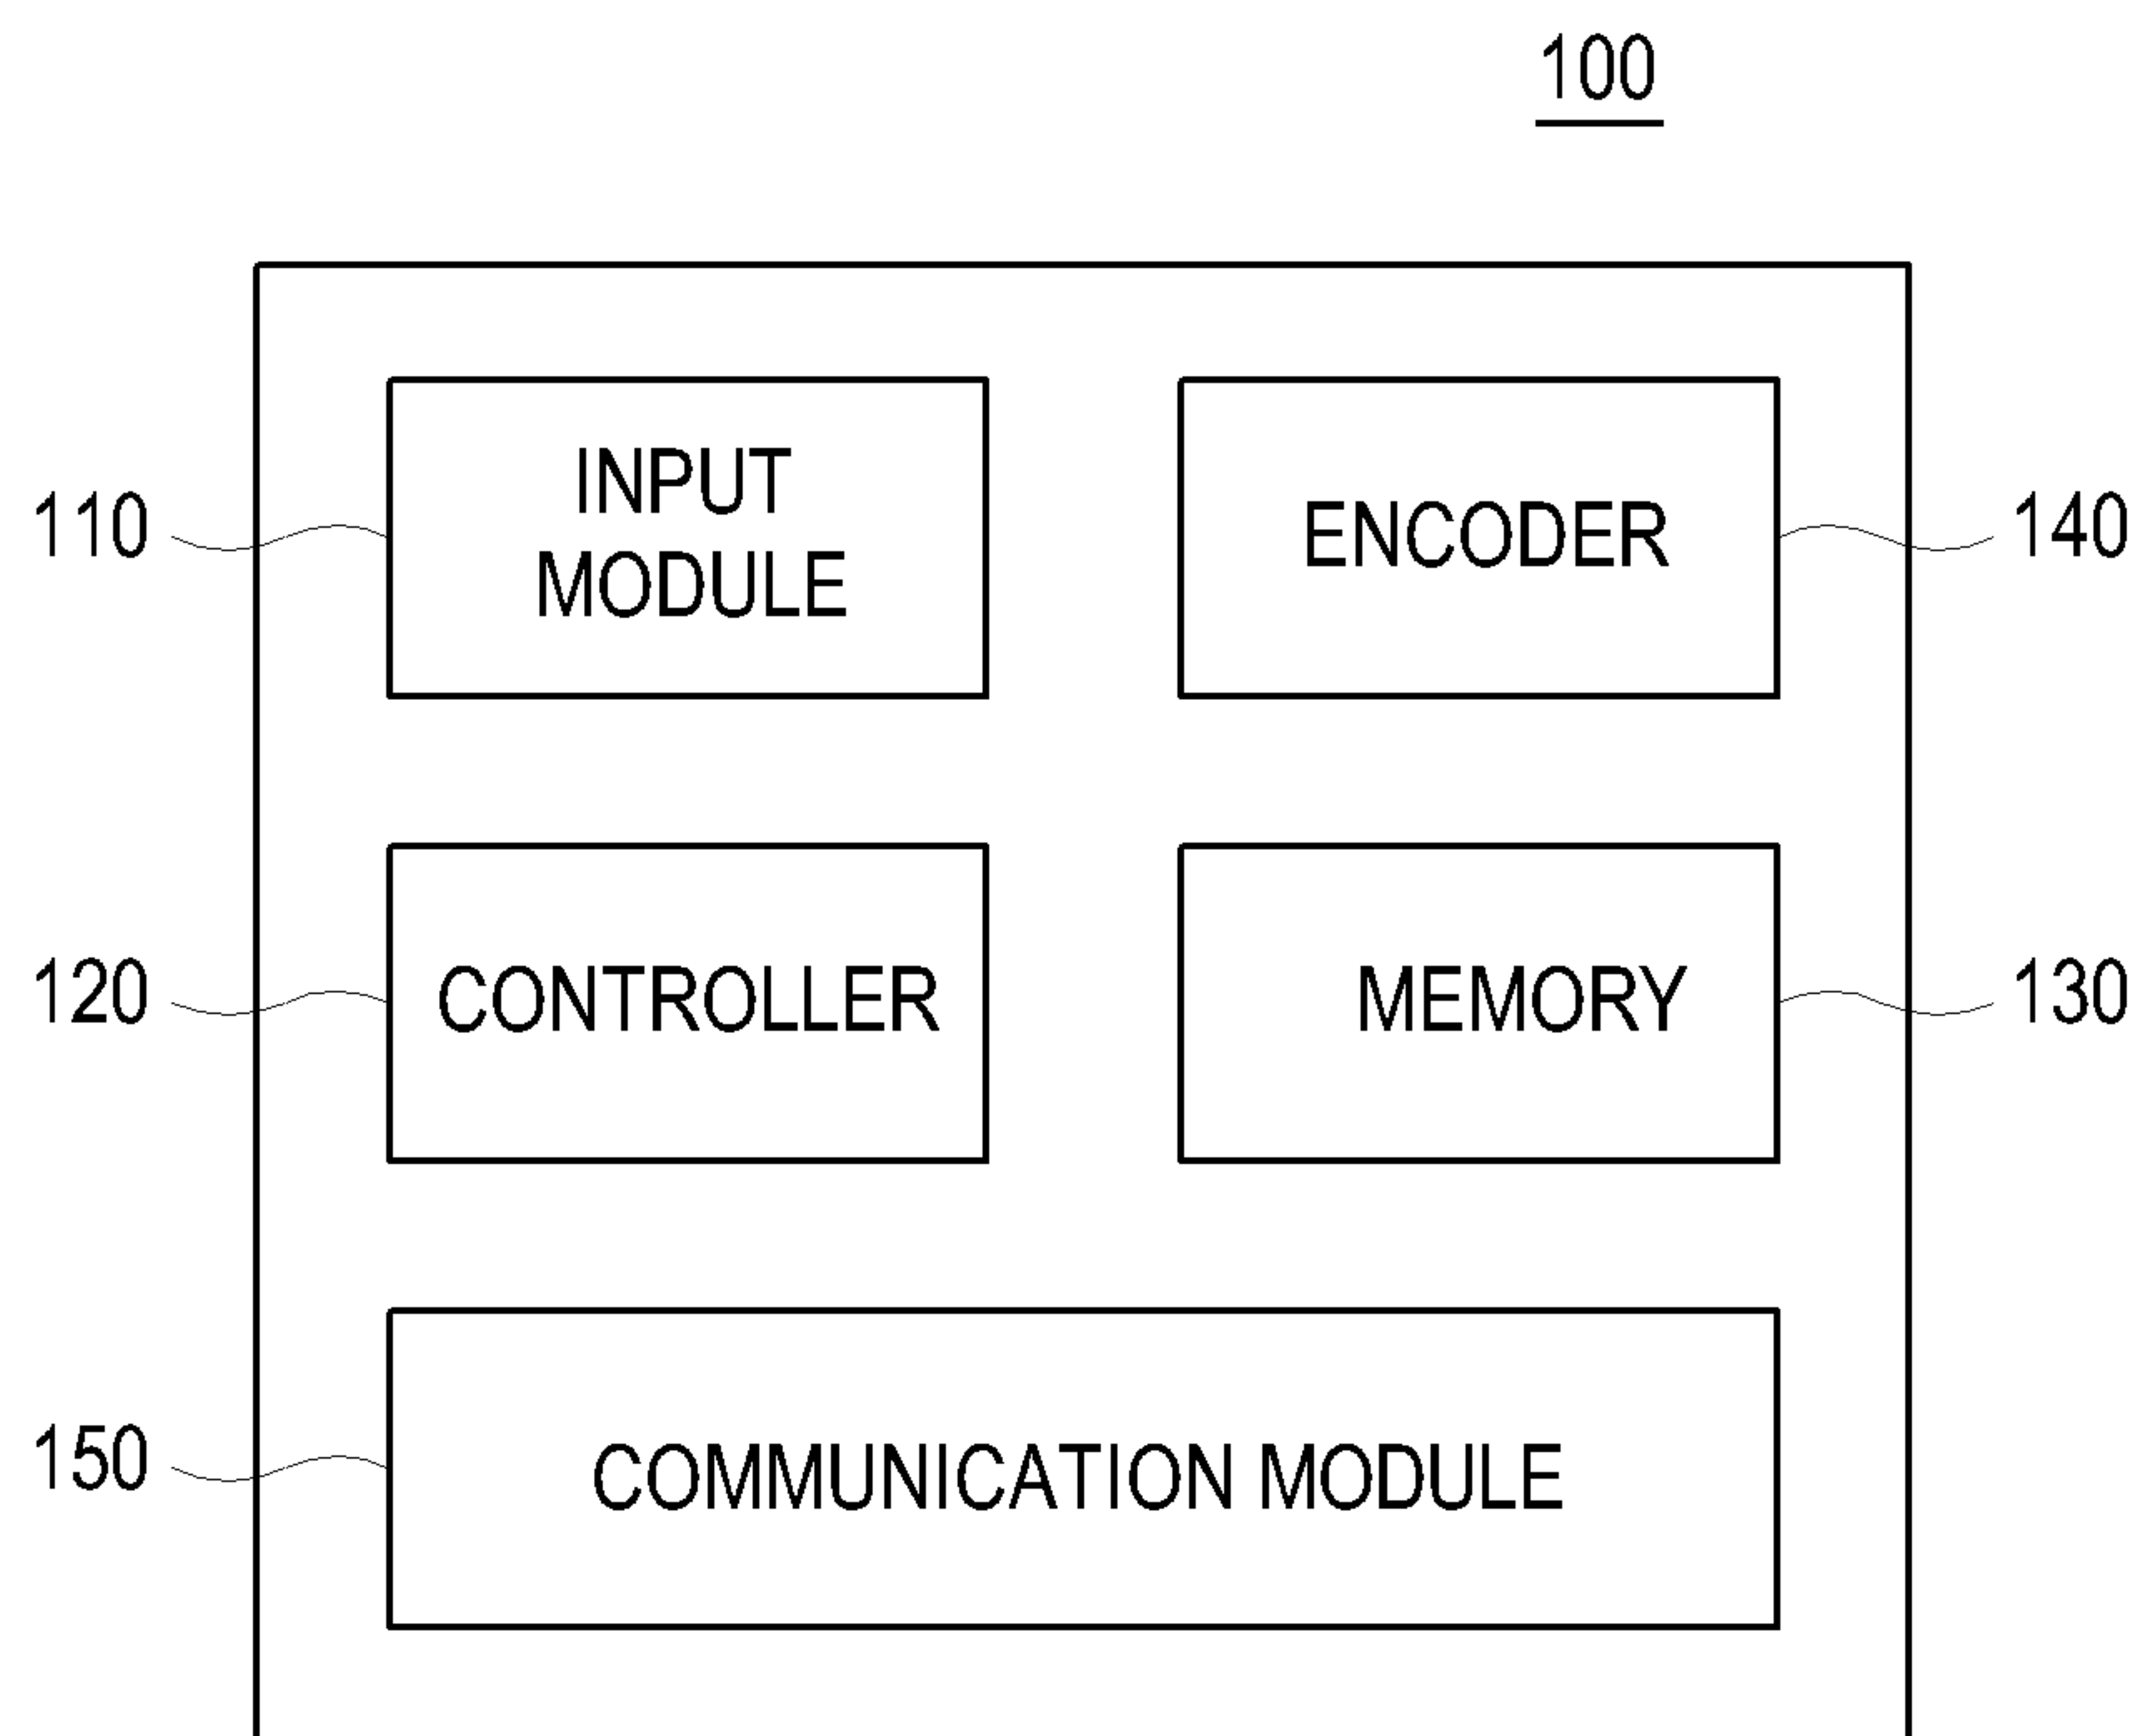 100
110
INPUT
MODULE
ENCODER
140
120
CONTROLLER
MEMORY
130
150
COMMUNICATION MODULE